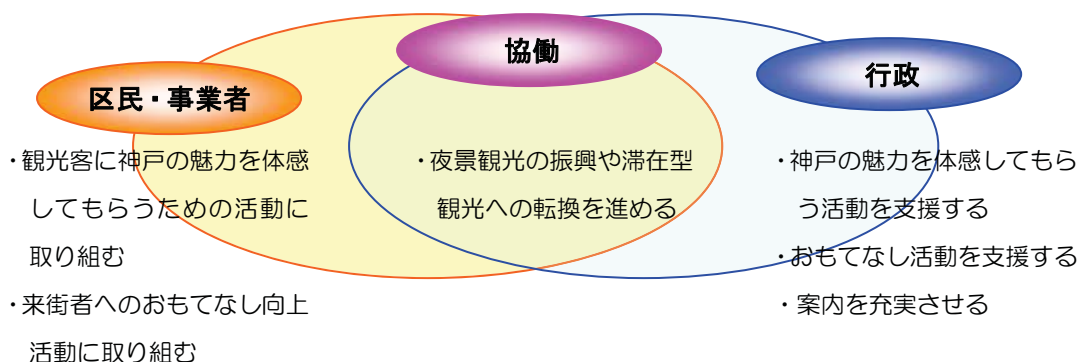 協働
区民・事業者
行政
・観光客に神戸の魅力を体感
してもらうための活動に
取り組む
・来街者へのおもてなし向上
活動に取り組む
・夜景観光の振興や滞在型
観光への転換を進める
・神戸の魅力を体感してもら
う活動を支援する
・おもてなし活動を支援する
・案内を充実させる